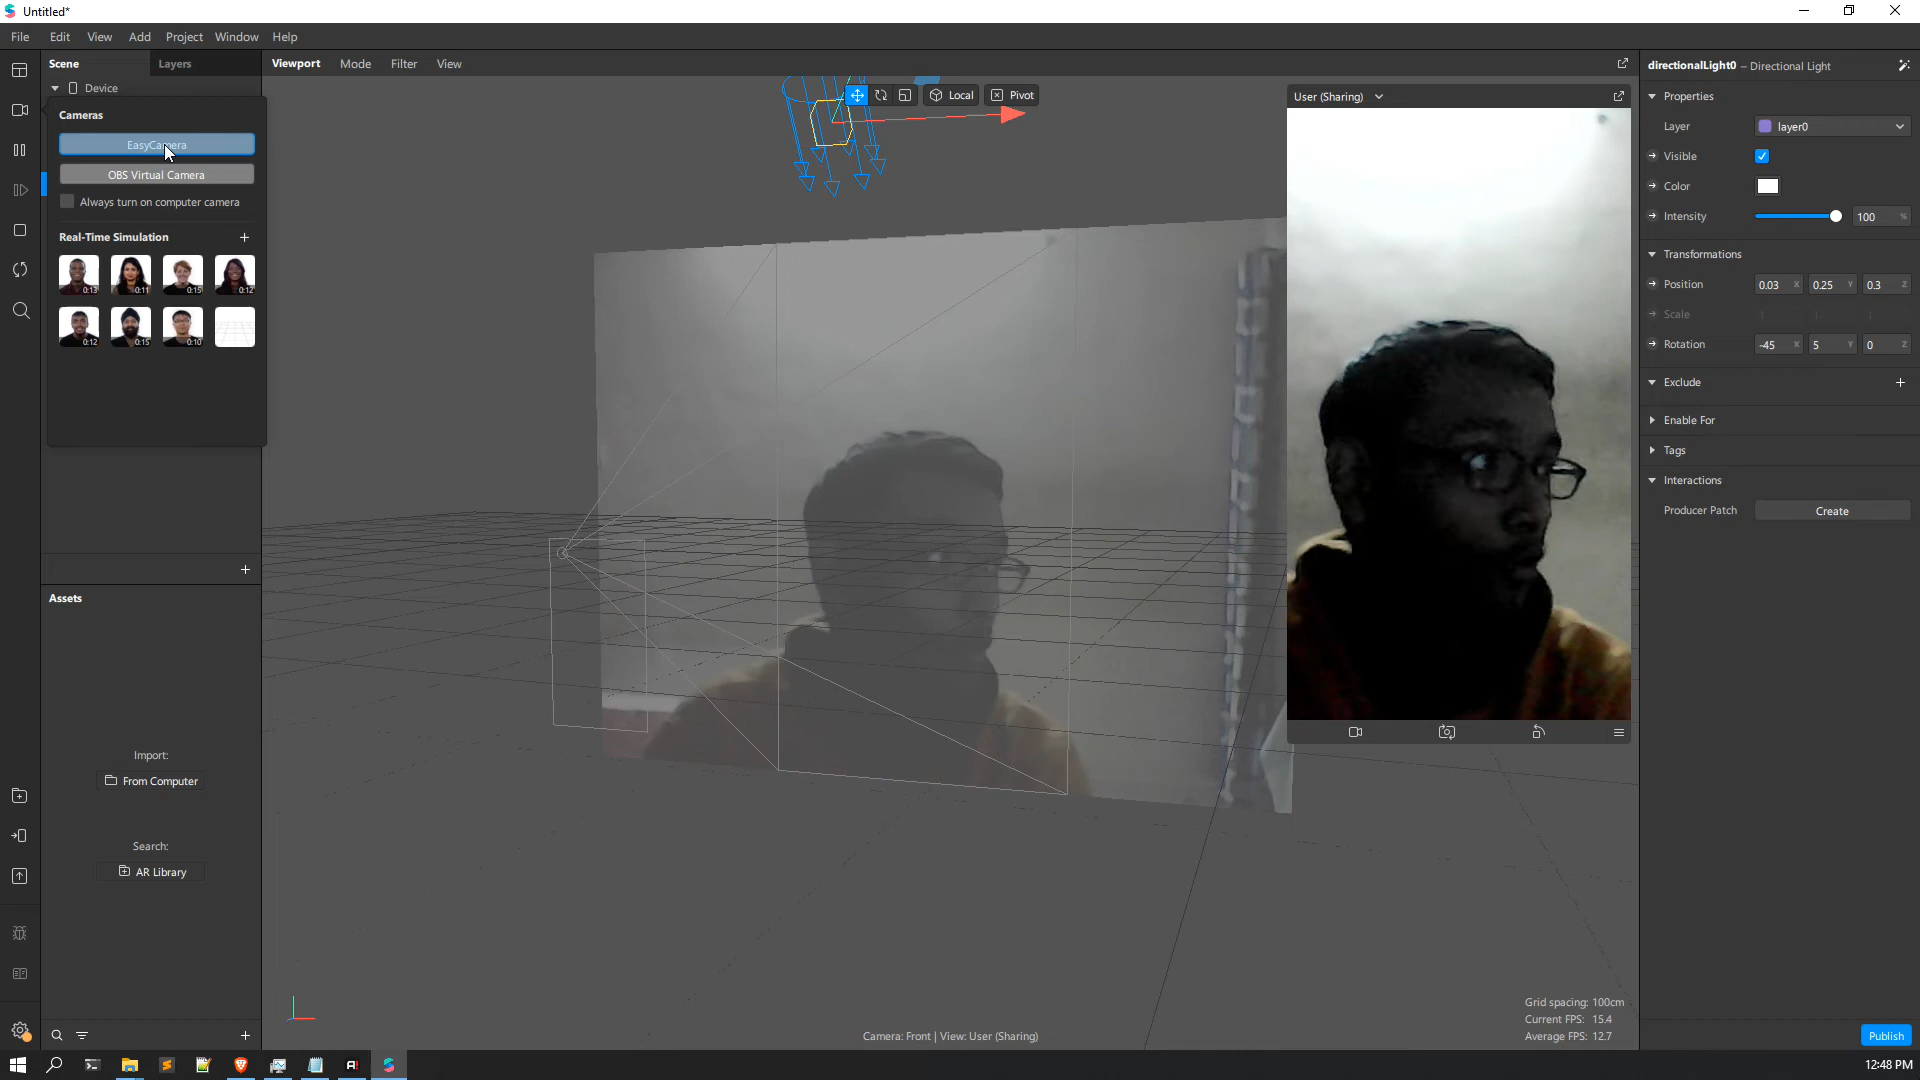 Untitled*
File Edit View Add Project Window Help
Scene Layers
Device
Cameras
EasyCamera
OBS Virtual Camera
Always turn on computer camera
Real-Time Simulation +
0:13 0:11 0:15 0:12
0:12 0:15 0:10
+
Assets
Import:
From Computer
Search:
AR Library
+
Viewport Mode Filter View
Local Pivot
User (Sharing)
Grid spacing: 100cm
Current FPS: 15.4
Average FPS: 12.7
Camera: Front | View: User (Sharing)
directionalLight0 – Directional Light
Properties
Layer layer0
Visible
Color
Intensity 100 %
Transformations
Position 0.03 X 0.25 Y 0.3 Z
Scale 1 X 1 Y 1 Z
Rotation -45 X 5 Y 0 Z
Exclude +
Enable For
Tags
Interactions
Producer Patch Create
Publish
A!
12:48 PM